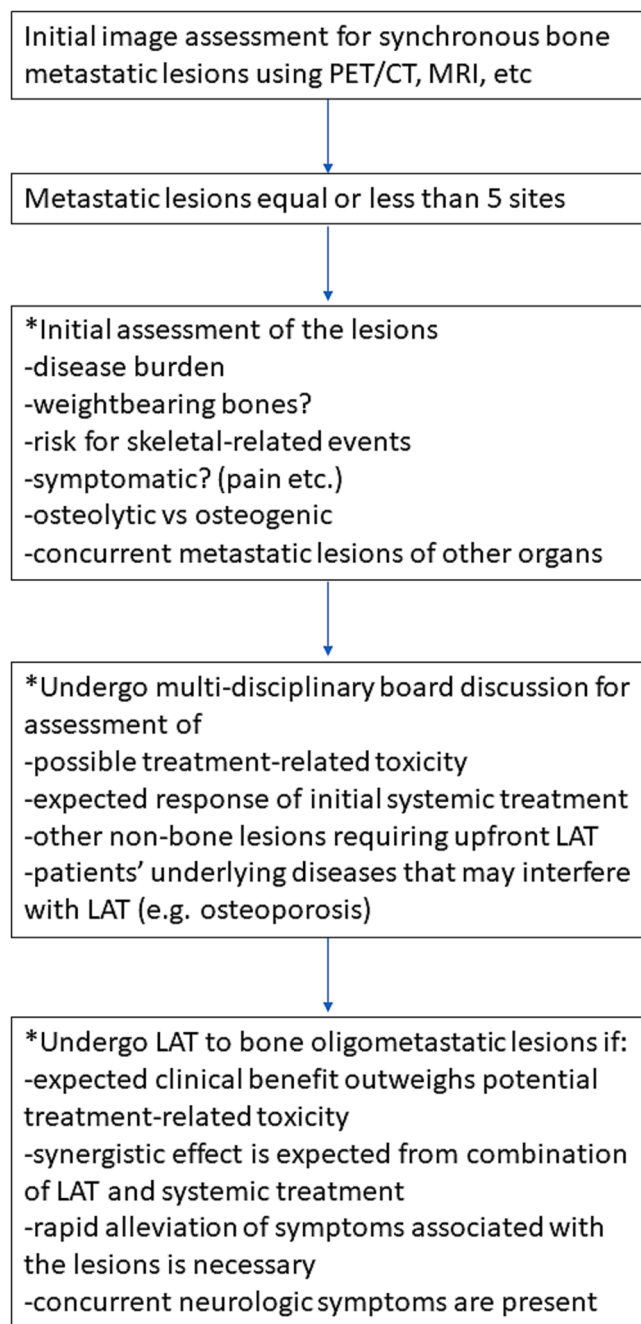 Initial image assessment for synchronous bone
metastatic lesions using PET/CT, MRI, etc
Metastatic lesions equal or less than 5 sites
*Initial assessment of the lesions
-disease burden
-weightbearing bones?
-risk for skeletal-related events
-symptomatic? (pain etc.)
-osteolytic vs osteogenic
-concurrent metastatic lesions of other organs
*Undergo multi-disciplinary board discussion for
assessment of
-possible treatment-related toxicity
-expected response of initial systemic treatment
-other non-bone lesions requiring upfront LAT
-patients’ underlying diseases that may interfere
with LAT (e.g. osteoporosis)
*Undergo LAT to bone oligometastatic lesions if:
-expected clinical benefit outweighs potential
treatment-related toxicity
-synergistic effect is expected from combination
of LAT and systemic treatment
-rapid alleviation of symptoms associated with
the lesions is necessary
-concurrent neurologic symptoms are present